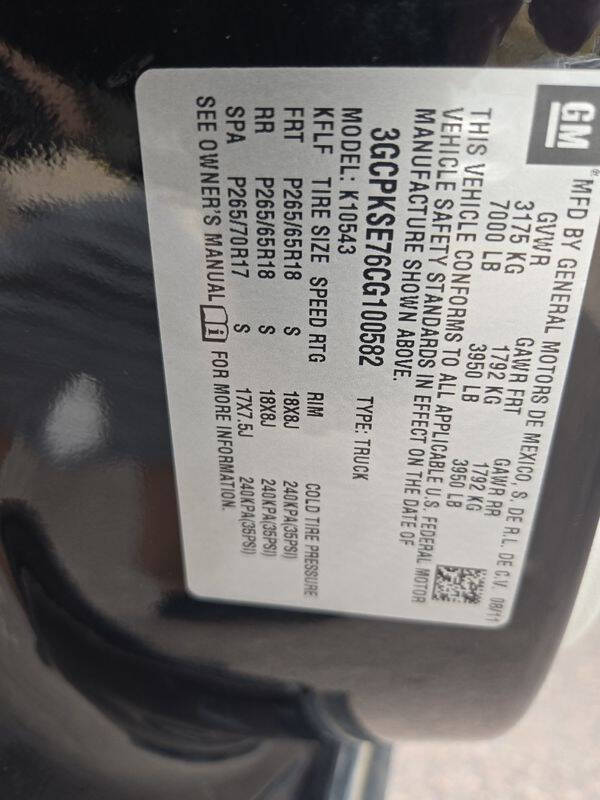 GM
® MFD BY GENERAL MOTORS DE MEXICO, S. DE R.L. DE C.V. 08/11
GVWR GAWR FRT GAWR RR
3175 KG 1792 KG 1792 KG
7000 LB 3950 LB 3950 LB
THIS VEHICLE CONFORMS TO ALL APPLICABLE U.S. FEDERAL MOTOR
VEHICLE SAFETY STANDARDS IN EFFECT ON THE DATE OF
MANUFACTURE SHOWN ABOVE.
3GCPKSE76CG100582 TYPE: TRUCK
MODEL: K10543
KFLF TIRE SIZE SPEED RTG RIM COLD TIRE PRESSURE
FRT P265/65R18 S 18X8J 240KPA(35PSI)
RR P265/65R18 S 18X8J 240KPA(35PSI)
SPA P265/70R17 S 17X7.5J 240KPA(35PSI)
SEE OWNER'S MANUAL i FOR MORE INFORMATION.